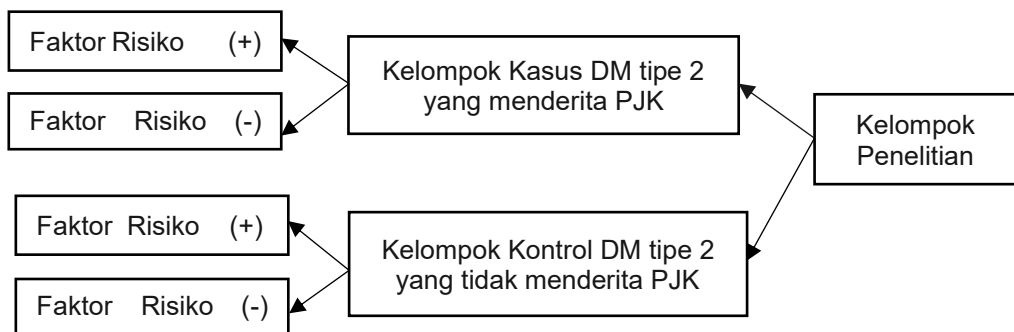 Faktor Risiko (+)
Faktor Risiko (-)
Kelompok Kasus DM tipe 2
yang menderita PJK
Kelompok
Penelitian
Faktor Risiko (+)
Faktor Risiko (-)
Kelompok Kontrol DM tipe 2
yang tidak menderita PJK